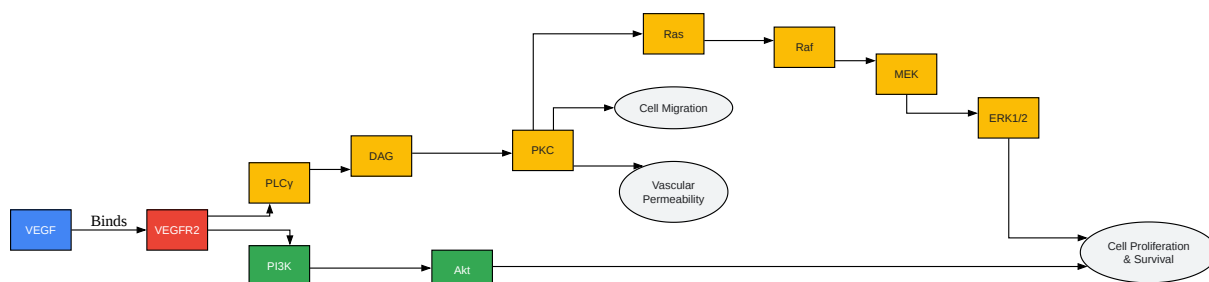 Ras
Raf
MEK
Cell Migration
ERK1/2
PKC
DAG
PLCγ
Vascular
Permeability
VEGF
Binds
VEGFR2
PI3K
Akt
Cell Proliferation
& Survival